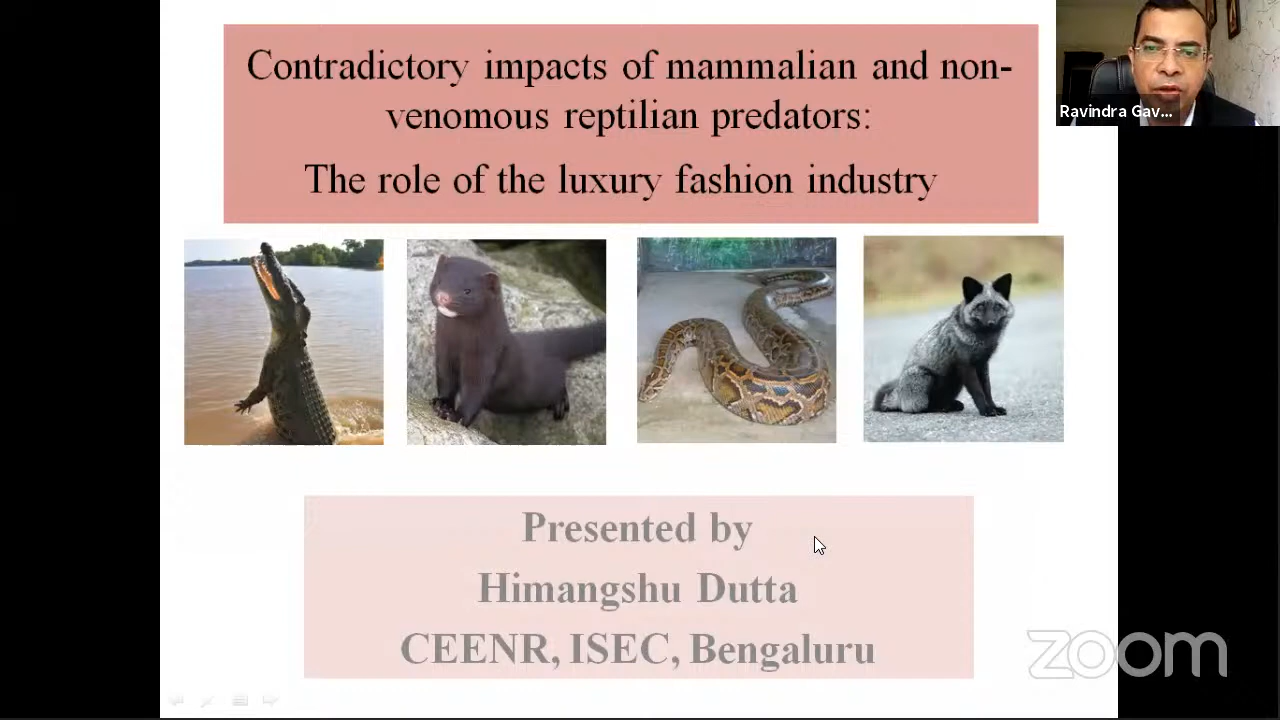 Contradictory impacts of mammalian and non-
venomous reptilian predators:
The role of the luxury fashion industry
Ravindra Gav...
Presented by
Himangshu Dutta
CEENR, ISEC, Bengaluru
zoom